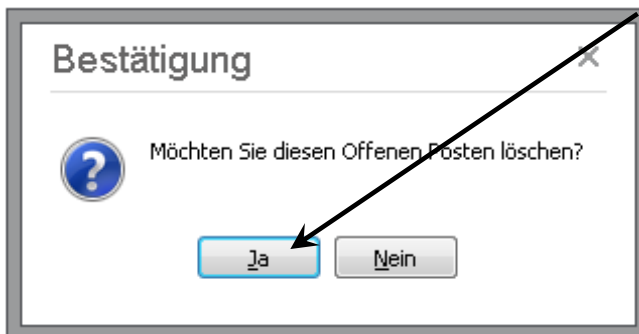 Bestätigung
Möchten Sie diesen Offenen Posten löschen?
Ja
Nein